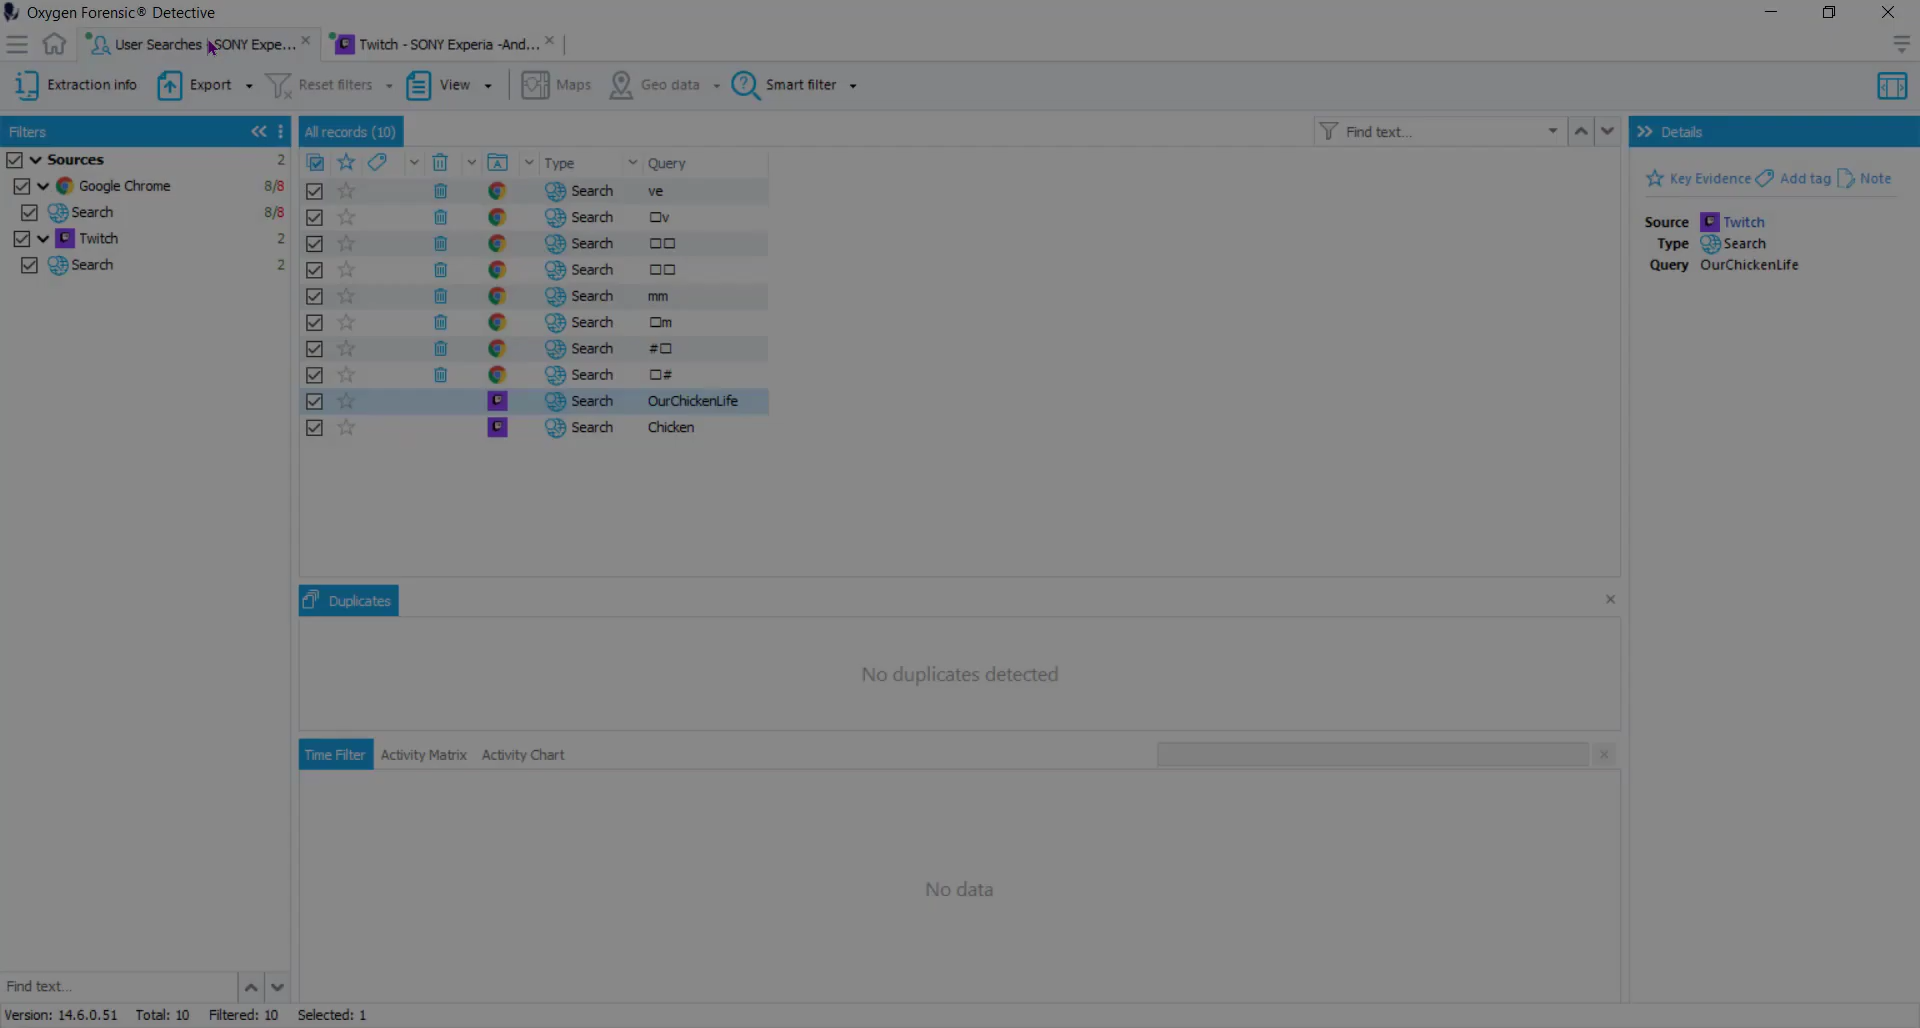 Oxygen Forensic® Detective
User Searches - SONY Expe...
Twitch - SONY Experia -And...
Extraction info
Export
Reset filters
View
Maps
Geo data
Smart filter
Filters
Sources 2
Google Chrome 8/8
Search 8/8
Twitch 2
Search 2
All records (10)
Find text...
Type Query
Search ve
Search □v
Search □□
Search □□
Search mm
Search □m
Search #□
Search □#
Search OurChickenLife
Search Chicken
Duplicates
No duplicates detected
Time Filter Activity Matrix Activity Chart
No data
Details
Key Evidence Add tag Note
Source Twitch
Type Search
Query OurChickenLife
Find text...
Version: 14.6.0.51 Total: 10 Filtered: 10 Selected: 1